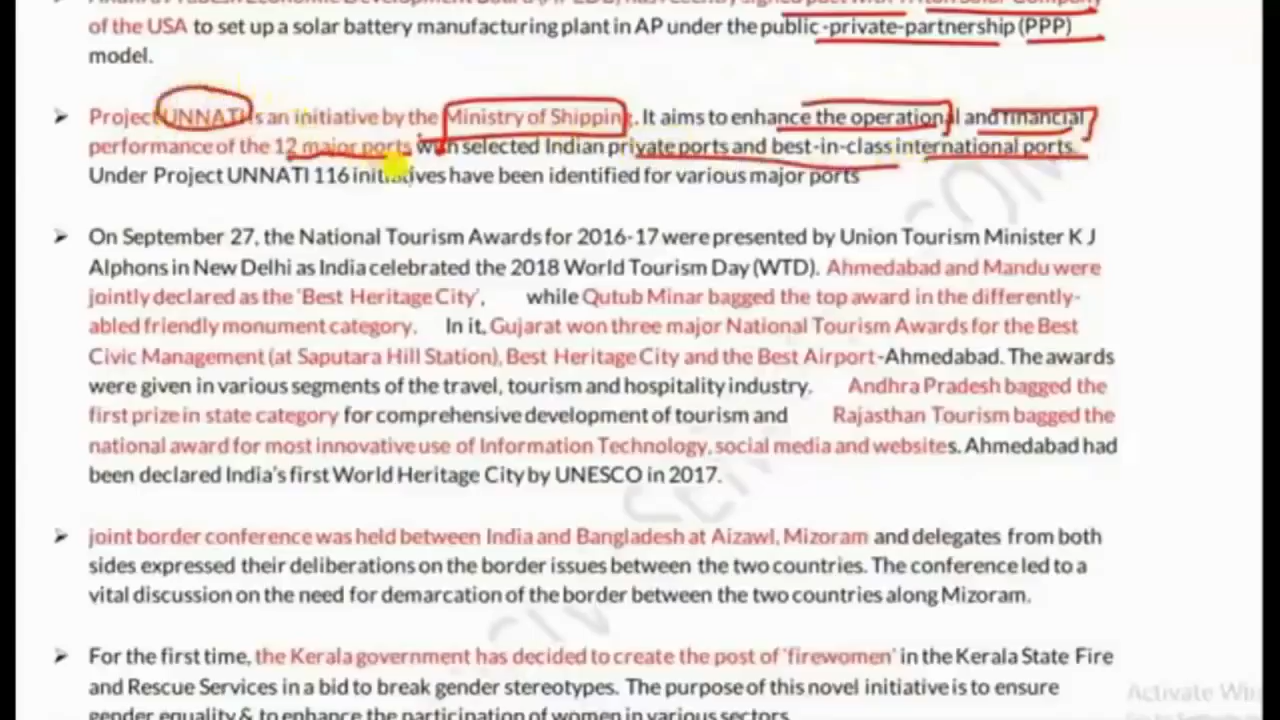 of the USA to set up a solar battery manufacturing plant in AP under the public-private-partnership (PPP)
model.
➤ Project UNNATI is an initiative by the Ministry of Shipping. It aims to enhance the operational and financial
performance of the 12 major ports with selected Indian private ports and best-in-class international ports.
Under Project UNNATI 116 initiatives have been identified for various major ports
➤ On September 27, the National Tourism Awards for 2016-17 were presented by Union Tourism Minister K J
Alphons in New Delhi as India celebrated the 2018 World Tourism Day (WTD). Ahmedabad and Mandu were
jointly declared as the 'Best Heritage City', while Qutub Minar bagged the top award in the differently-
abled friendly monument category. In it, Gujarat won three major National Tourism Awards for the Best
Civic Management (at Saputara Hill Station), Best Heritage City and the Best Airport-Ahmedabad. The awards
were given in various segments of the travel, tourism and hospitality industry. Andhra Pradesh bagged the
first prize in state category for comprehensive development of tourism and Rajasthan Tourism bagged the
national award for most innovative use of Information Technology, social media and websites. Ahmedabad had
been declared India's first World Heritage City by UNESCO in 2017.
➤ joint border conference was held between India and Bangladesh at Aizawl, Mizoram and delegates from both
sides expressed their deliberations on the border issues between the two countries. The conference led to a
vital discussion on the need for demarcation of the border between the two countries along Mizoram.
➤ For the first time, the Kerala government has decided to create the post of 'firewomen' in the Kerala State Fire
and Rescue Services in a bid to break gender stereotypes. The purpose of this novel initiative is to ensure
gender equality & to enhance the participation of women in various sectors.
Activate